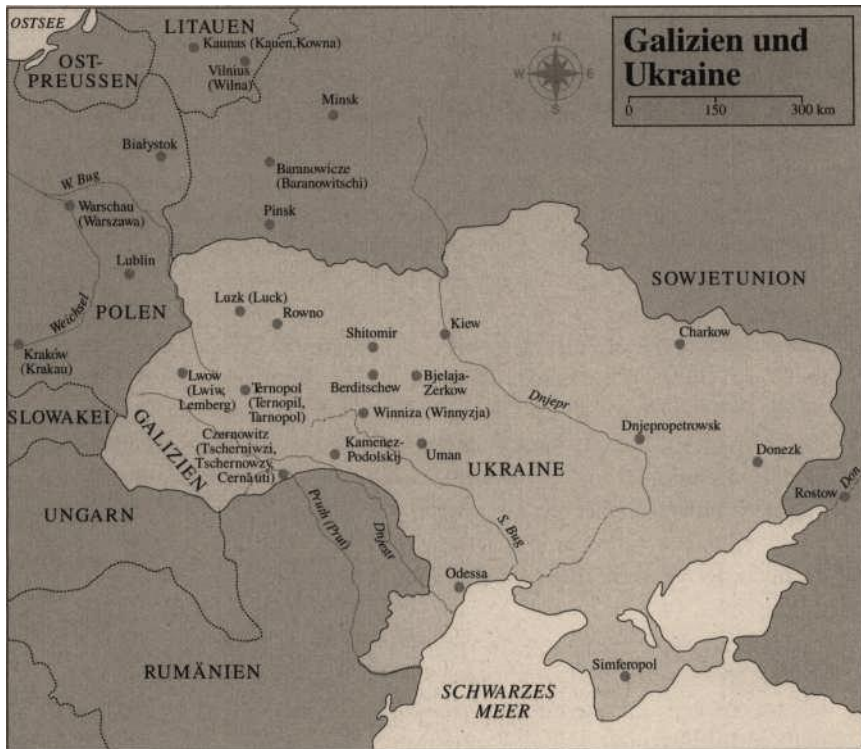 OSTSEE
LITAUEN
Kaunas (Kauen,Kowna)
OST-
PREUSSEN
Vilnius
(Wilna)
Minsk
N
W
E
S
Galizien und
Ukraine
0 150 300 km
Białystok
Baranowicze
(Baranowitschi)
W. Bug
Warschau
(Warszawa)
Pinsk
Lublin
SOWJETUNION
Weichsel
POLEN
Luzk (Luck)
Rowno
Kiew
Charkow
Shitomir
Kraków
(Krakau)
Lwow
(Lwiw,
Lemberg)
Ternopol
(Ternopil,
Tarnopol)
Berditschew
Bjelaja-
Zerkow
Dnjepr
SLOWAKEI
GALIZIEN
Winniza (Winnyzja)
Dnjepropetrowsk
Czernowitz
(Tscherniwzi,
Tschernowzy,
Cernăuti)
Kamenez-
Podolskij
Uman
UKRAINE
Donezk
Rostow
Don
UNGARN
Pruth (Prut)
Dnjestr
S. Bug
Odessa
RUMÄNIEN
Simferopol
SCHWARZES
MEER